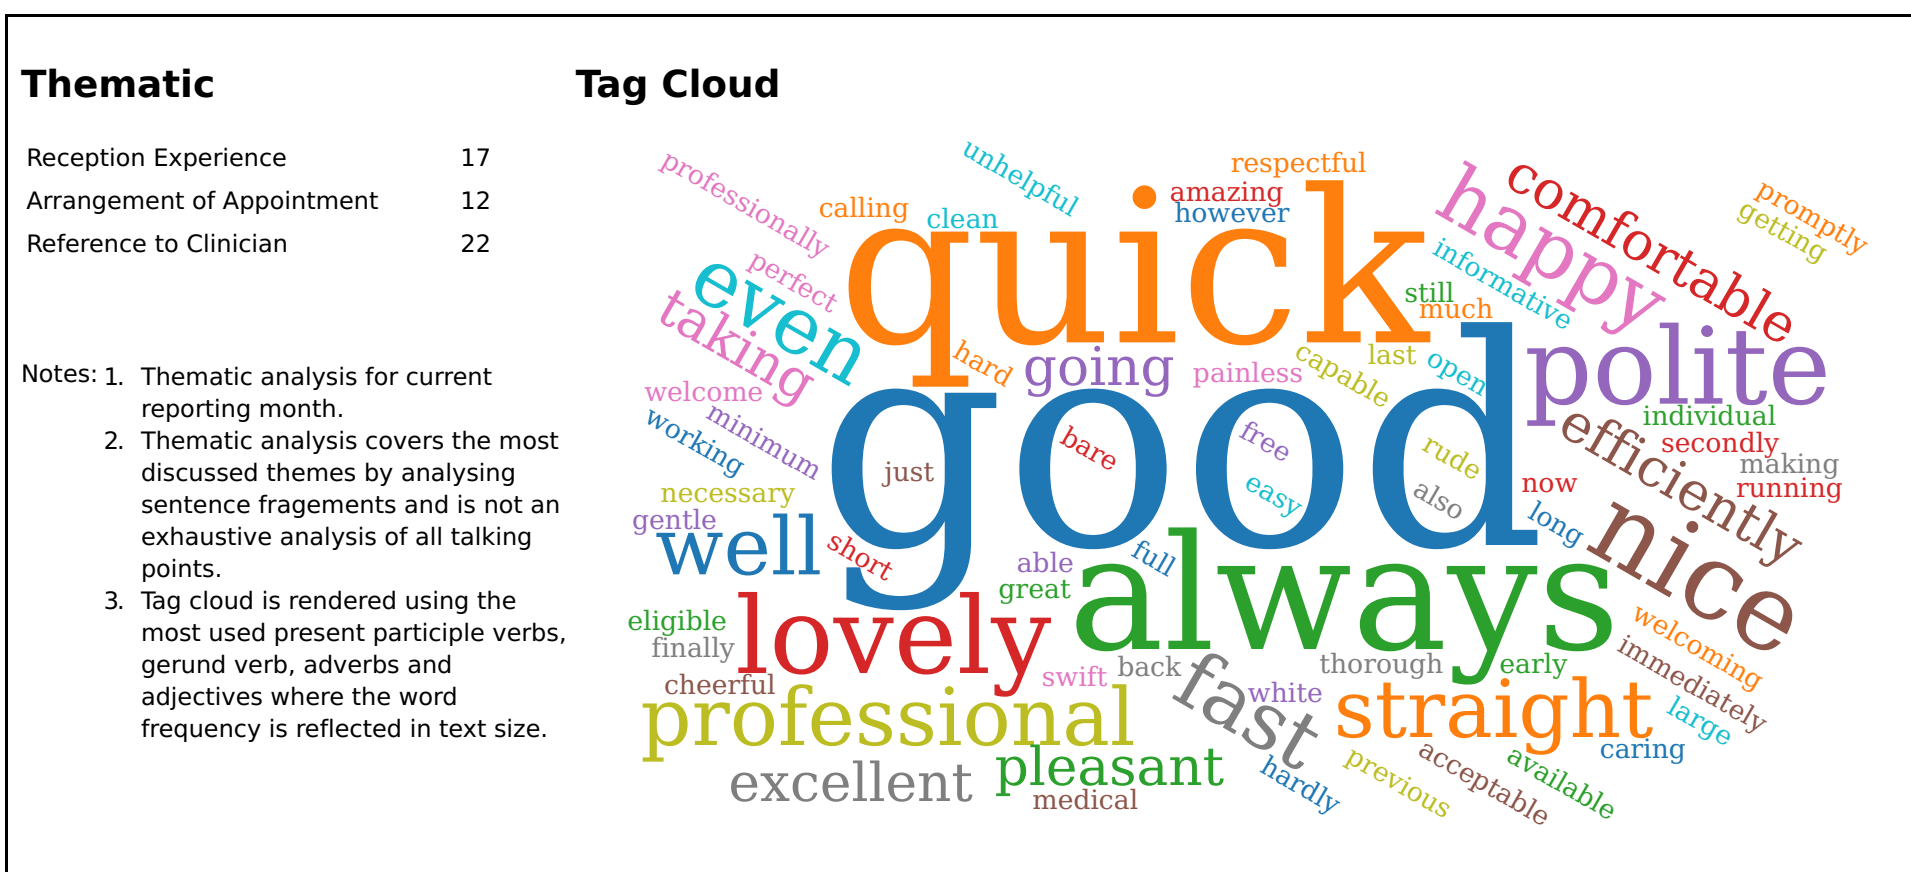 Thematic
Reception Experience 17
Arrangement of Appointment 12
Reference to Clinician 22
Notes: 1. Thematic analysis for current
reporting month.
2. Thematic analysis covers the most
discussed themes by analysing
sentence fragements and is not an
exhaustive analysis of all talking
points.
3. Tag cloud is rendered using the
most used present participle verbs,
gerund verb, adverbs and
adjectives where the word
frequency is reflected in text size.
Tag Cloud
professionally
unhelpful
respectful
amazing
however
calling
clean
quick
happy
comfortable
promptly
getting
informative
perfect
even
taking
still
much
hard
going
painless
capable
last
open
polite
welcome
minimum
working
good
bare
free
rude
just
easy
also
individual
secondly
making
running
efficiently
now
long
nice
necessary
gentle
well
short
able
full
great
always
eligible
finally
lovely
cheerful
swift
back
fast
white
thorough
early
welcoming
immediately
large
professional
straight
caring
excellent
pleasant
medical
hardly
previous
acceptable
available